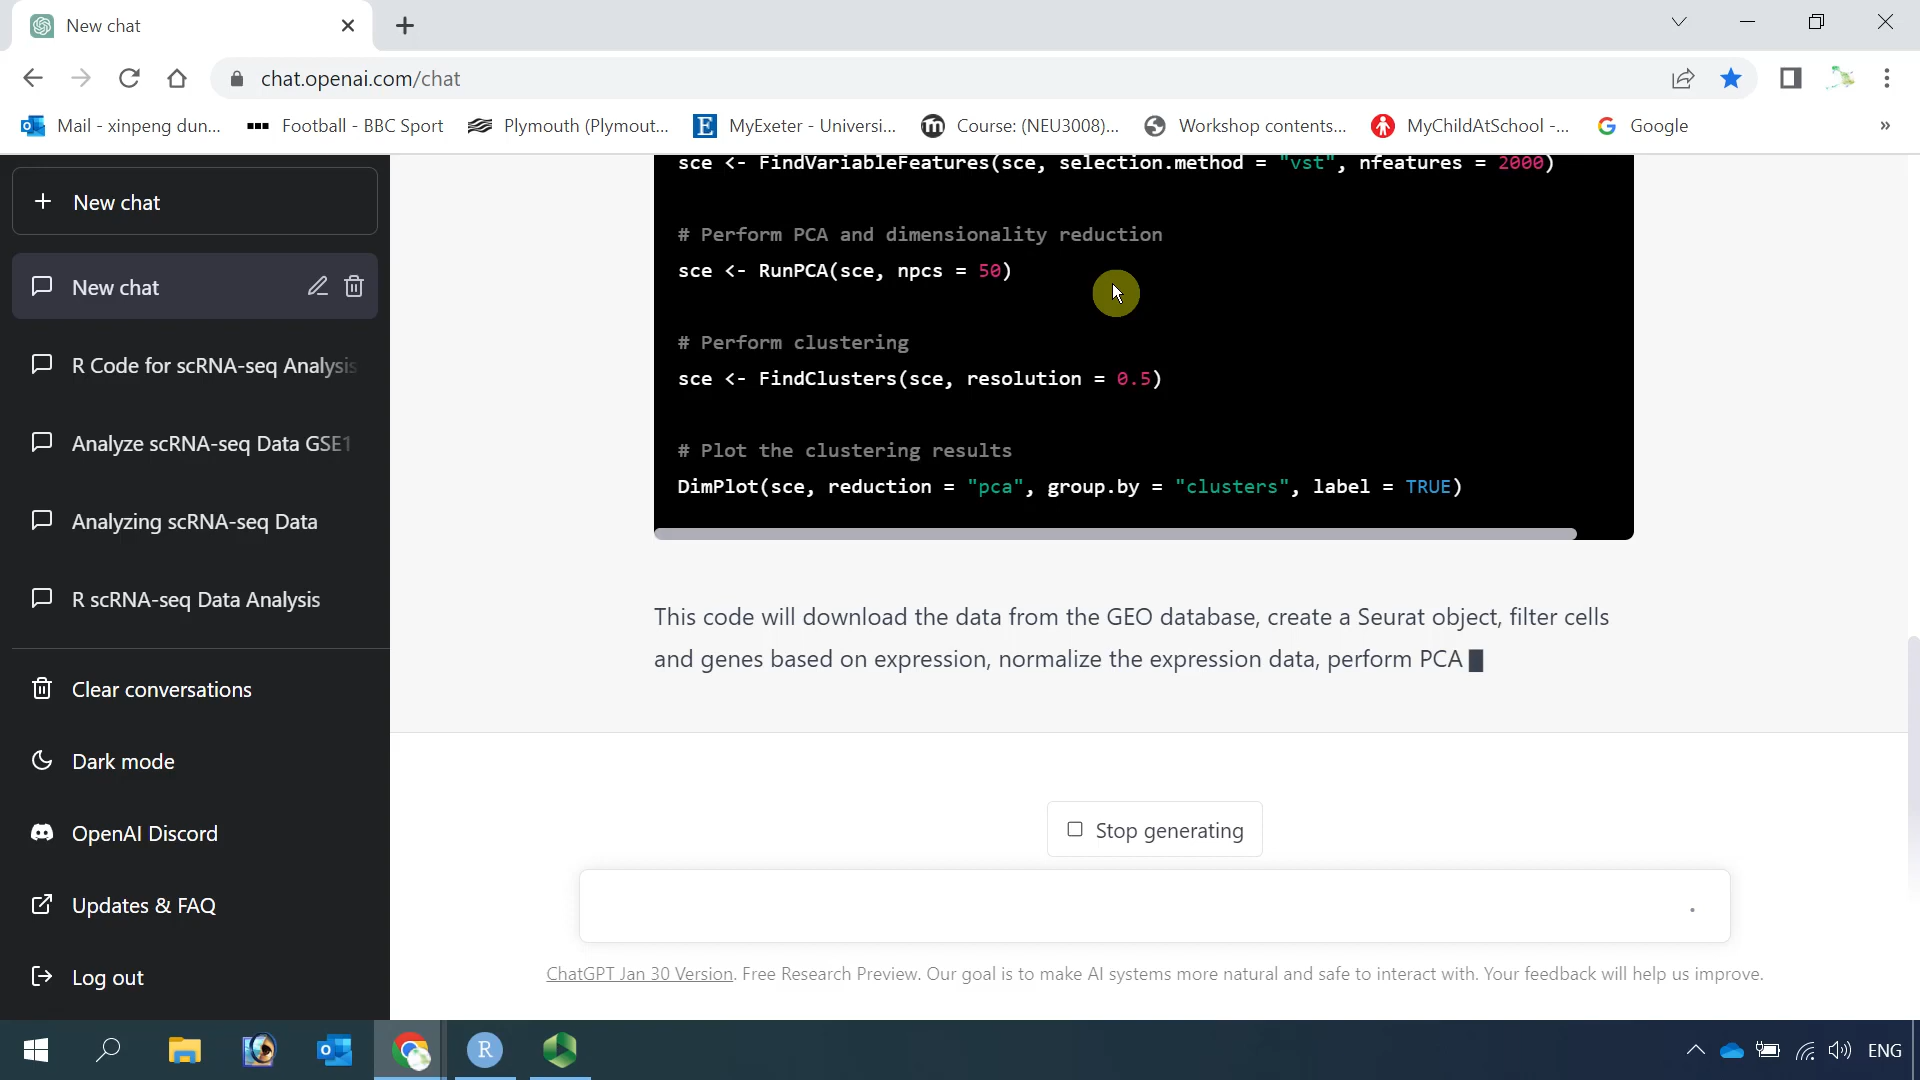 New chat
chat.openai.com/chat
Mail - xinpeng dun...
Football - BBC Sport
Plymouth (Plymout...
E
MyExeter - Universi...
Course: (NEU3008)...
Workshop contents...
MyChildAtSchool -...
Google
»
New chat
New chat
R Code for scRNA-seq Analysis
Analyze scRNA-seq Data GSE1
Analyzing scRNA-seq Data
R scRNA-seq Data Analysis
Clear conversations
Dark mode
OpenAI Discord
Updates & FAQ
Log out
sce <- FindVariableFeatures(sce, selection.method = "vst", nfeatures = 2000)
# Perform PCA and dimensionality reduction
sce <- RunPCA(sce, npcs = 50)
# Perform clustering
sce <- FindClusters(sce, resolution = 0.5)
# Plot the clustering results
DimPlot(sce, reduction = "pca", group.by = "clusters", label = TRUE)
This code will download the data from the GEO database, create a Seurat object, filter cells
and genes based on expression, normalize the expression data, perform PCA
Stop generating
ChatGPT Jan 30 Version. Free Research Preview. Our goal is to make AI systems more natural and safe to interact with. Your feedback will help us improve.
R
ENG